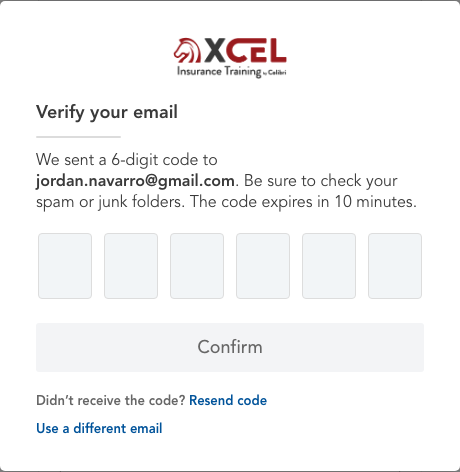 XCEL
Insurance Training by Colibri
Verify your email
We sent a 6-digit code to
jordan.navarro@gmail.com. Be sure to check your
spam or junk folders. The code expires in 10 minutes.
Confirm
Didn’t receive the code? Resend code
Use a different email